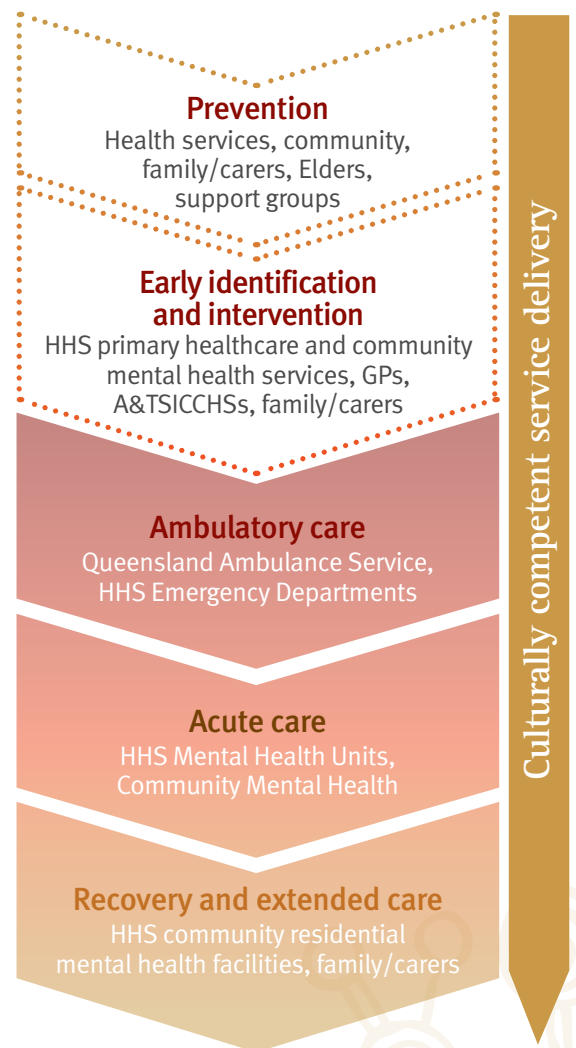 Prevention
Health services, community,
family/carers, Elders,
support groups
Early identification
and intervention
HHS primary healthcare and community
mental health services, GPs,
A&TSICCHSs, family/carers
Ambulatory care
Queensland Ambulance Service,
HHS Emergency Departments
Acute care
HHS Mental Health Units,
Community Mental Health
Recovery and extended care
HHS community residential
mental health facilities, family/carers
Culturally competent service delivery